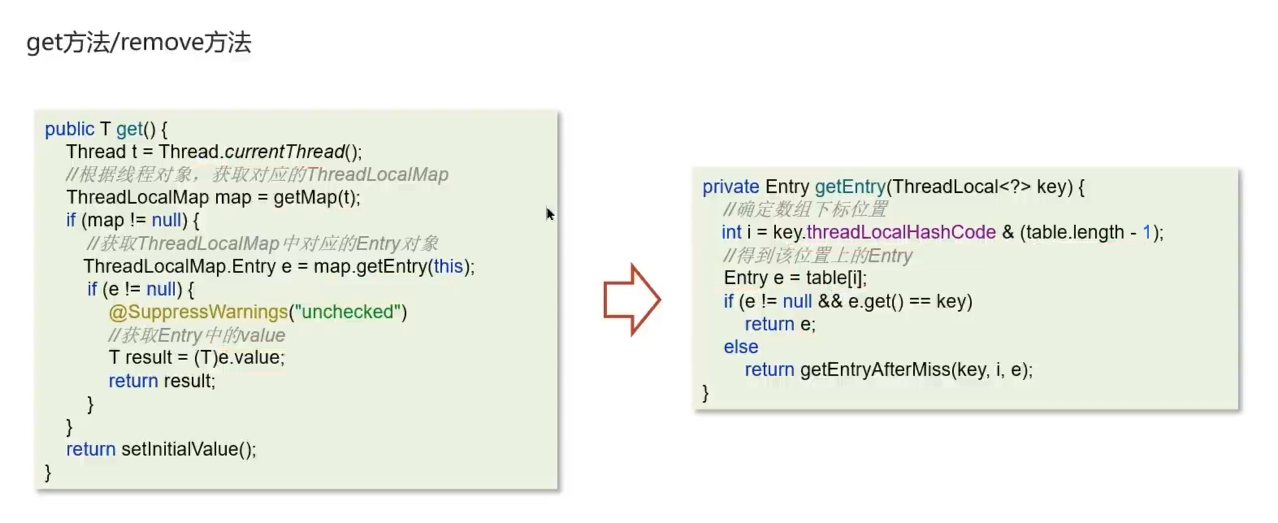 get方法/remove方法
public T get() {
Thread t = Thread.currentThread();
//根据线程对象，获取对应的ThreadLocalMap
ThreadLocalMap map = getMap(t);
if (map != null) {
//获取ThreadLocalMap中对应的Entry对象
ThreadLocalMap.Entry e = map.getEntry(this);
if (e != null) {
@SuppressWarnings("unchecked")
//获取Entry中的value
T result = (T)e.value;
return result;
}
}
return setInitialValue();
}
private Entry getEntry(ThreadLocal<?> key) {
//确定数组下标位置
int i = key.threadLocalHashCode & (table.length - 1);
//得到该位置上的Entry
Entry e = table[i];
if (e != null && e.get() == key)
return e;
else
return getEntryAfterMiss(key, i, e);
}